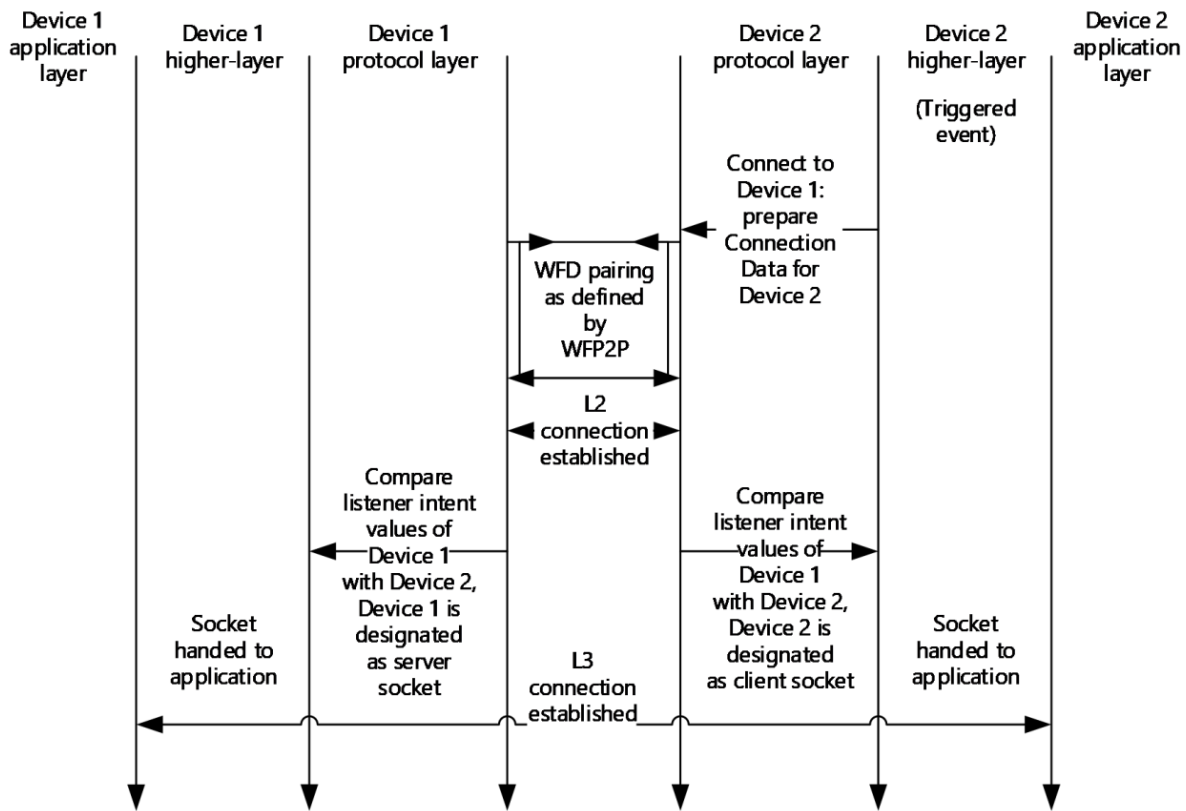 Device 1
application
layer
Device 1
higher-layer
Device 1
protocol layer
Device 2
protocol layer
Device 2
higher-layer
(Triggered
event)
Device 2
application
layer
Connect to
Device 1:
prepare
Connection
Data for
Device 2
WFD pairing
as defined
by
WFP2P
L2
connection
established
Compare
listener intent
values of
Device 1
with Device 2,
Device 1 is
designated
as server
socket
Compare
listener intent
values of
Device 1
with Device 2,
Device 2 is
designated
as client socket
Socket
handed to
application
L3
connection
established
Socket
handed to
application